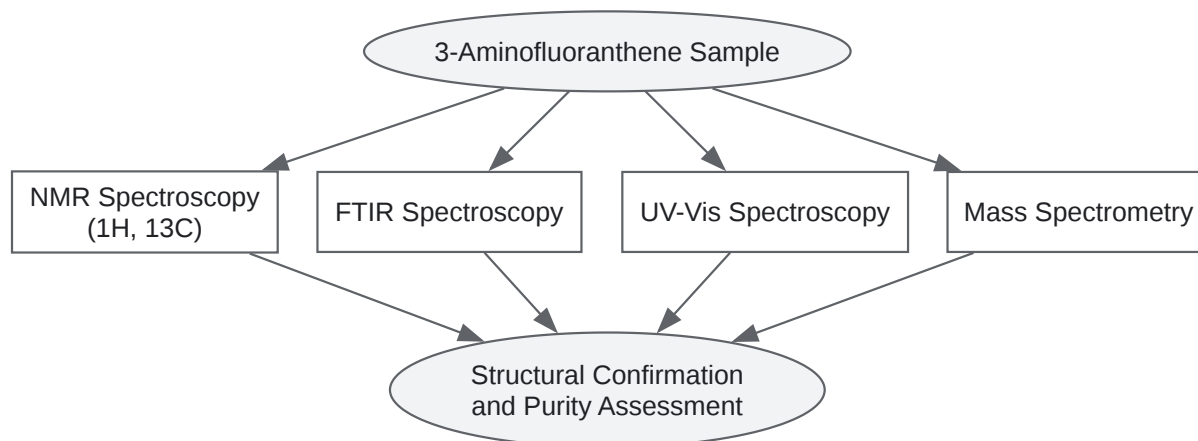 3-Aminofluoranthene Sample
NMR Spectroscopy
(1H, 13C)
FTIR Spectroscopy
UV-Vis Spectroscopy
Mass Spectrometry
Structural Confirmation
and Purity Assessment